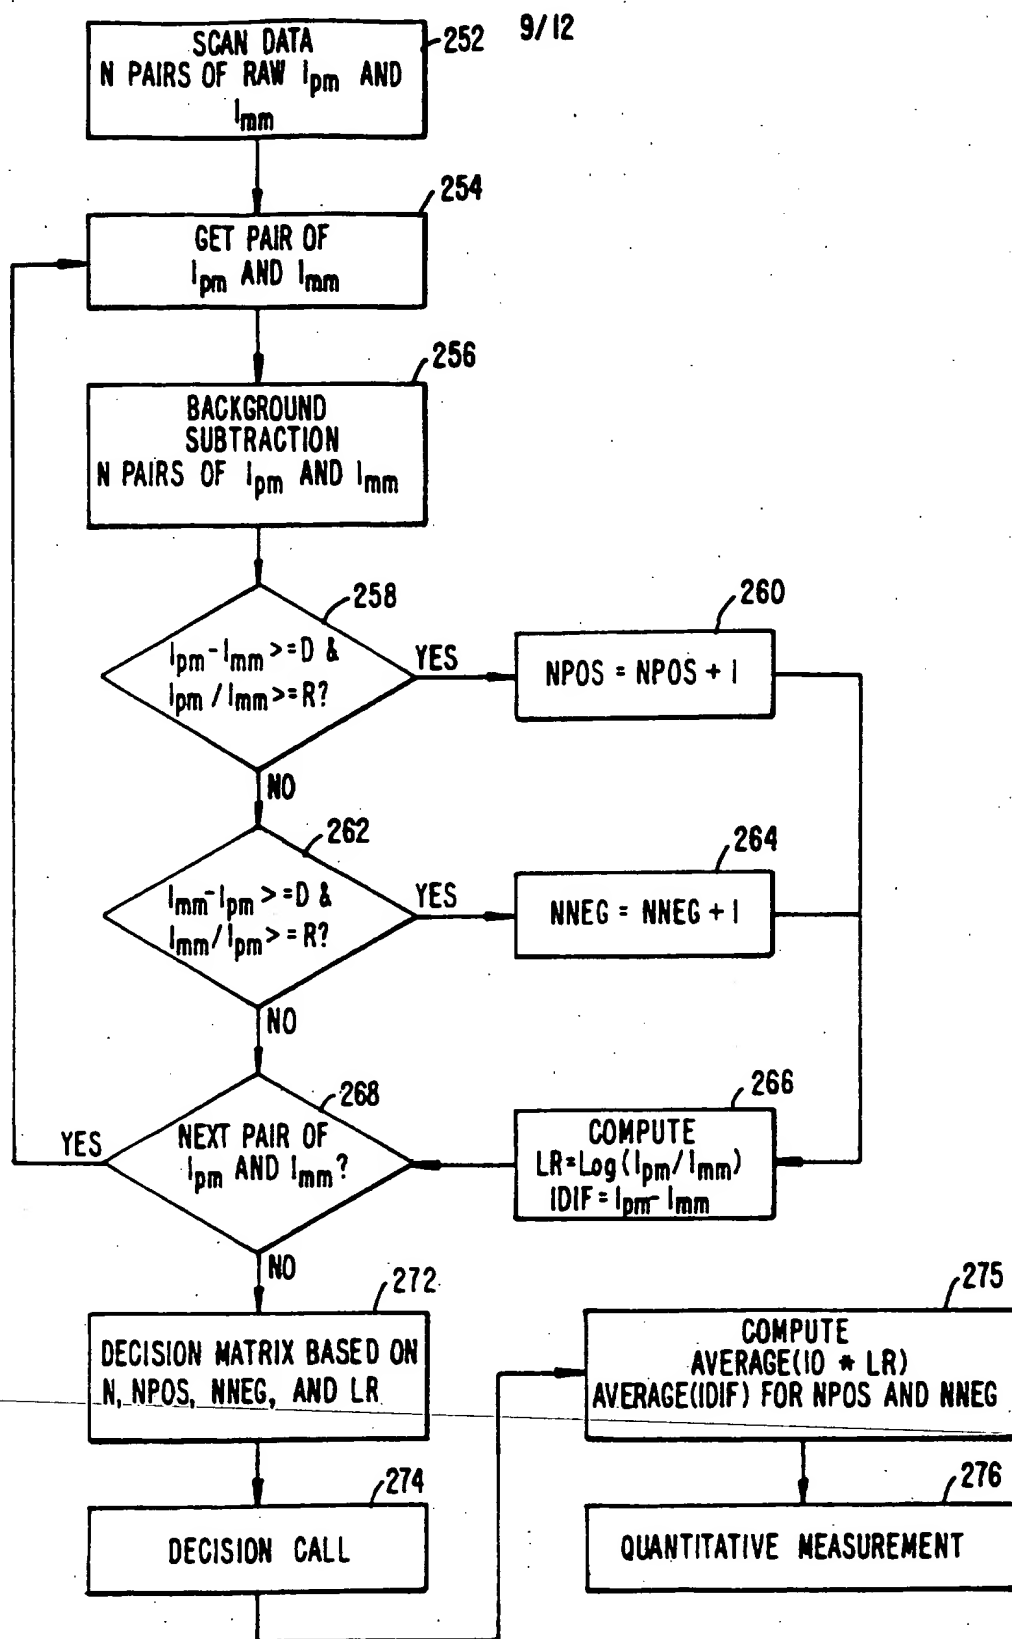 9/12
252
SCAN DATA
N PAIRS OF RAW Ipm AND
Imm
254
GET PAIR OF
Ipm AND Imm
256
BACKGROUND
SUBTRACTION
N PAIRS OF Ipm AND Imm
258
Ipm-Imm >=D &
Ipm/Imm >=R?
YES
260
NPOS = NPOS + 1
NO
262
Imm-Ipm >=D &
Imm/Ipm >=R?
YES
264
NNEG = NNEG + 1
NO
268
NEXT PAIR OF
Ipm AND Imm?
YES
266
COMPUTE
LR=Log(Ipm/Imm)
IDIF=Ipm-Imm
NO
272
DECISION MATRIX BASED ON
N, NPOS, NNEG, AND LR
274
DECISION CALL
275
COMPUTE
AVERAGE(10 * LR)
AVERAGE(IDIF) FOR NPOS AND NNEG
276
QUANTITATIVE MEASUREMENT